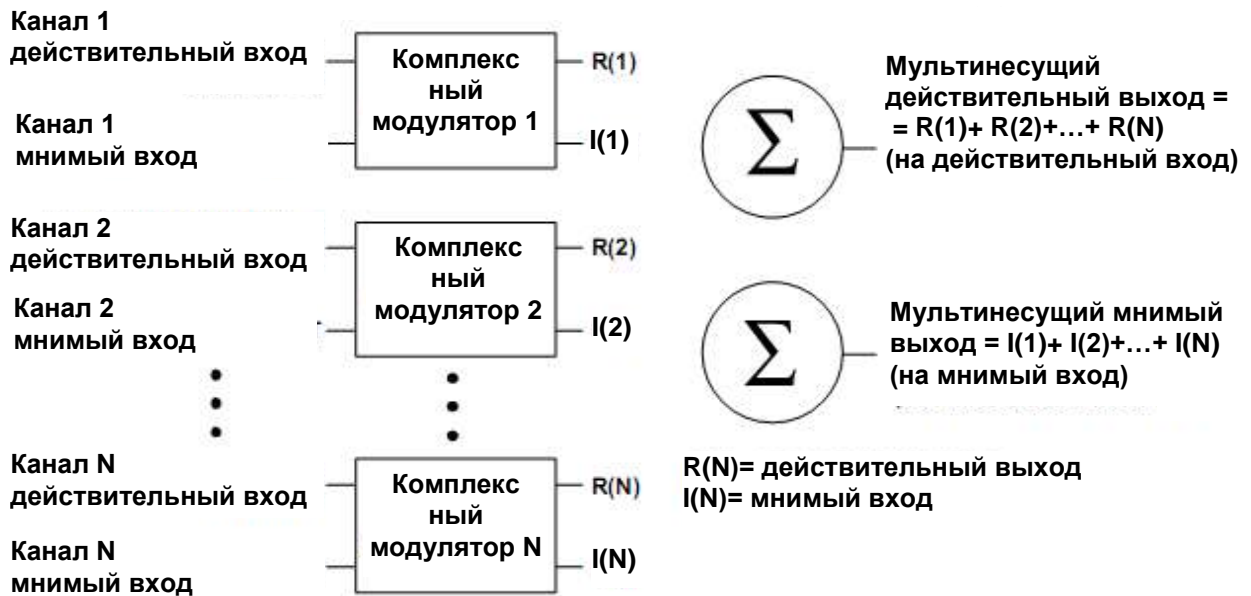 Канал 1
действительный вход
Комплекс
ный
модулятор 1
R(1)
Канал 1
мнимый вход
I(1)
Мультинесущий
действительный выход =
= R(1)+ R(2)+…+ R(N)
(на действительный вход)
Σ
Канал 2
действительный вход
Комплекс
ный
модулятор 2
R(2)
Канал 2
мнимый вход
I(2)
Σ
Мультинесущий мнимый
выход = I(1)+ I(2)+…+ I(N)
(на мнимый вход)
Канал N
действительный вход
Комплекс
ный
модулятор N
R(N)
Канал N
мнимый вход
I(N)
R(N)= действительный выход
I(N)= мнимый вход